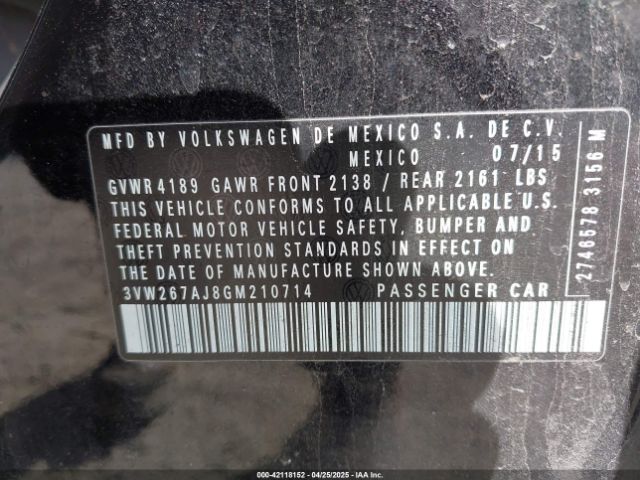 MFD BY VOLKSWAGEN DE MEXICO S.A. DE C.V.
MEXICO 07/15
GVWR 4189 GAWR FRONT 2138 / REAR 2161 LBS
THIS VEHICLE CONFORMS TO ALL APPLICABLE U.S.
FEDERAL MOTOR VEHICLE SAFETY, BUMPER AND
THEFT PREVENTION STANDARDS IN EFFECT ON
THE DATE OF MANUFACTURE SHOWN ABOVE.
3VW267AJ8GM210714 PASSENGER CAR
2746578 3156 M
000-42118152 - 04/25/2025 - IAAI.COM